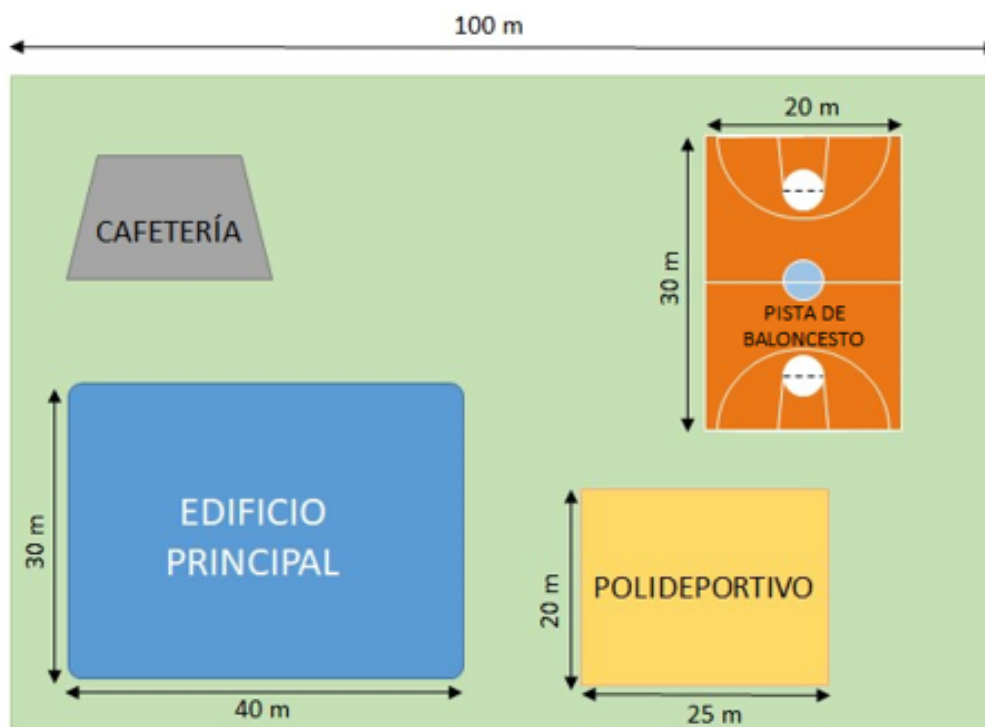 100 m
20 m
CAFETERÍA
30 m
PISTA DE
BALONCESTO
30 m
EDIFICIO
PRINCIPAL
20 m
POLIDEPORTIVO
40 m
25 m